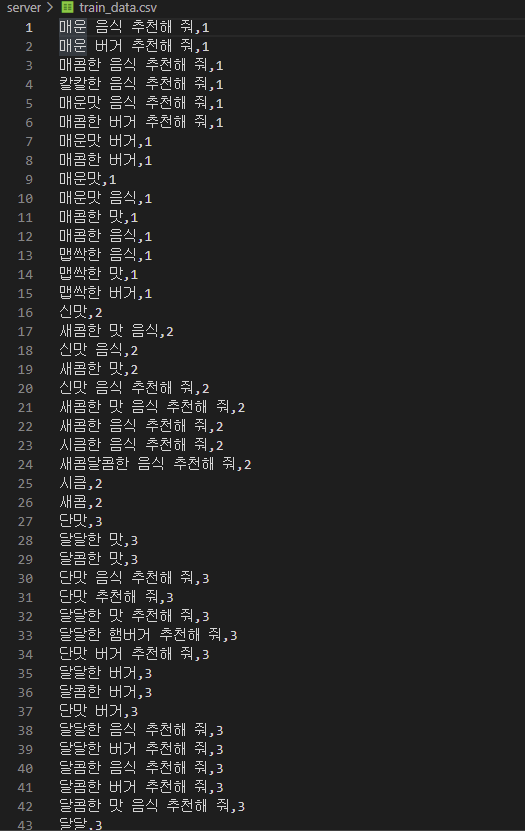 server > train_data.csv
1 매운 음식 추천해 줘,1
2 매운 버거 추천해 줘,1
3 매콤한 음식 추천해 줘,1
4 칼칼한 음식 추천해 줘,1
5 매운맛 음식 추천해 줘,1
6 매콤한 버거 추천해 줘,1
7 매운맛 버거,1
8 매콤한 버거,1
9 매운맛,1
10 매운맛 음식,1
11 매콤한 맛,1
12 매콤한 음식,1
13 맵싹한 음식,1
14 맵싹한 맛,1
15 맵싹한 버거,1
16 신맛,2
17 새콤한 맛 음식,2
18 신맛 음식,2
19 새콤한 맛,2
20 신맛 음식 추천해 줘,2
21 새콤한 맛 음식 추천해 줘,2
22 새콤한 음식 추천해 줘,2
23 시큼한 음식 추천해 줘,2
24 새콤달콤한 음식 추천해 줘,2
25 시큼,2
26 새콤,2
27 단맛,3
28 달달한 맛,3
29 달콤한 맛,3
30 단맛 음식 추천해 줘,3
31 단맛 추천해 줘,3
32 달달한 맛 추천해 줘,3
33 달달한 햄버거 추천해 줘,3
34 단맛 버거 추천해 줘,3
35 달달한 버거,3
36 달콤한 버거,3
37 단맛 버거,3
38 달달한 음식 추천해 줘,3
39 달달한 버거 추천해 줘,3
40 달콤한 음식 추천해 줘,3
41 달콤한 버거 추천해 줘,3
42 달콤한 맛 음식 추천해 줘,3
43 달달,3